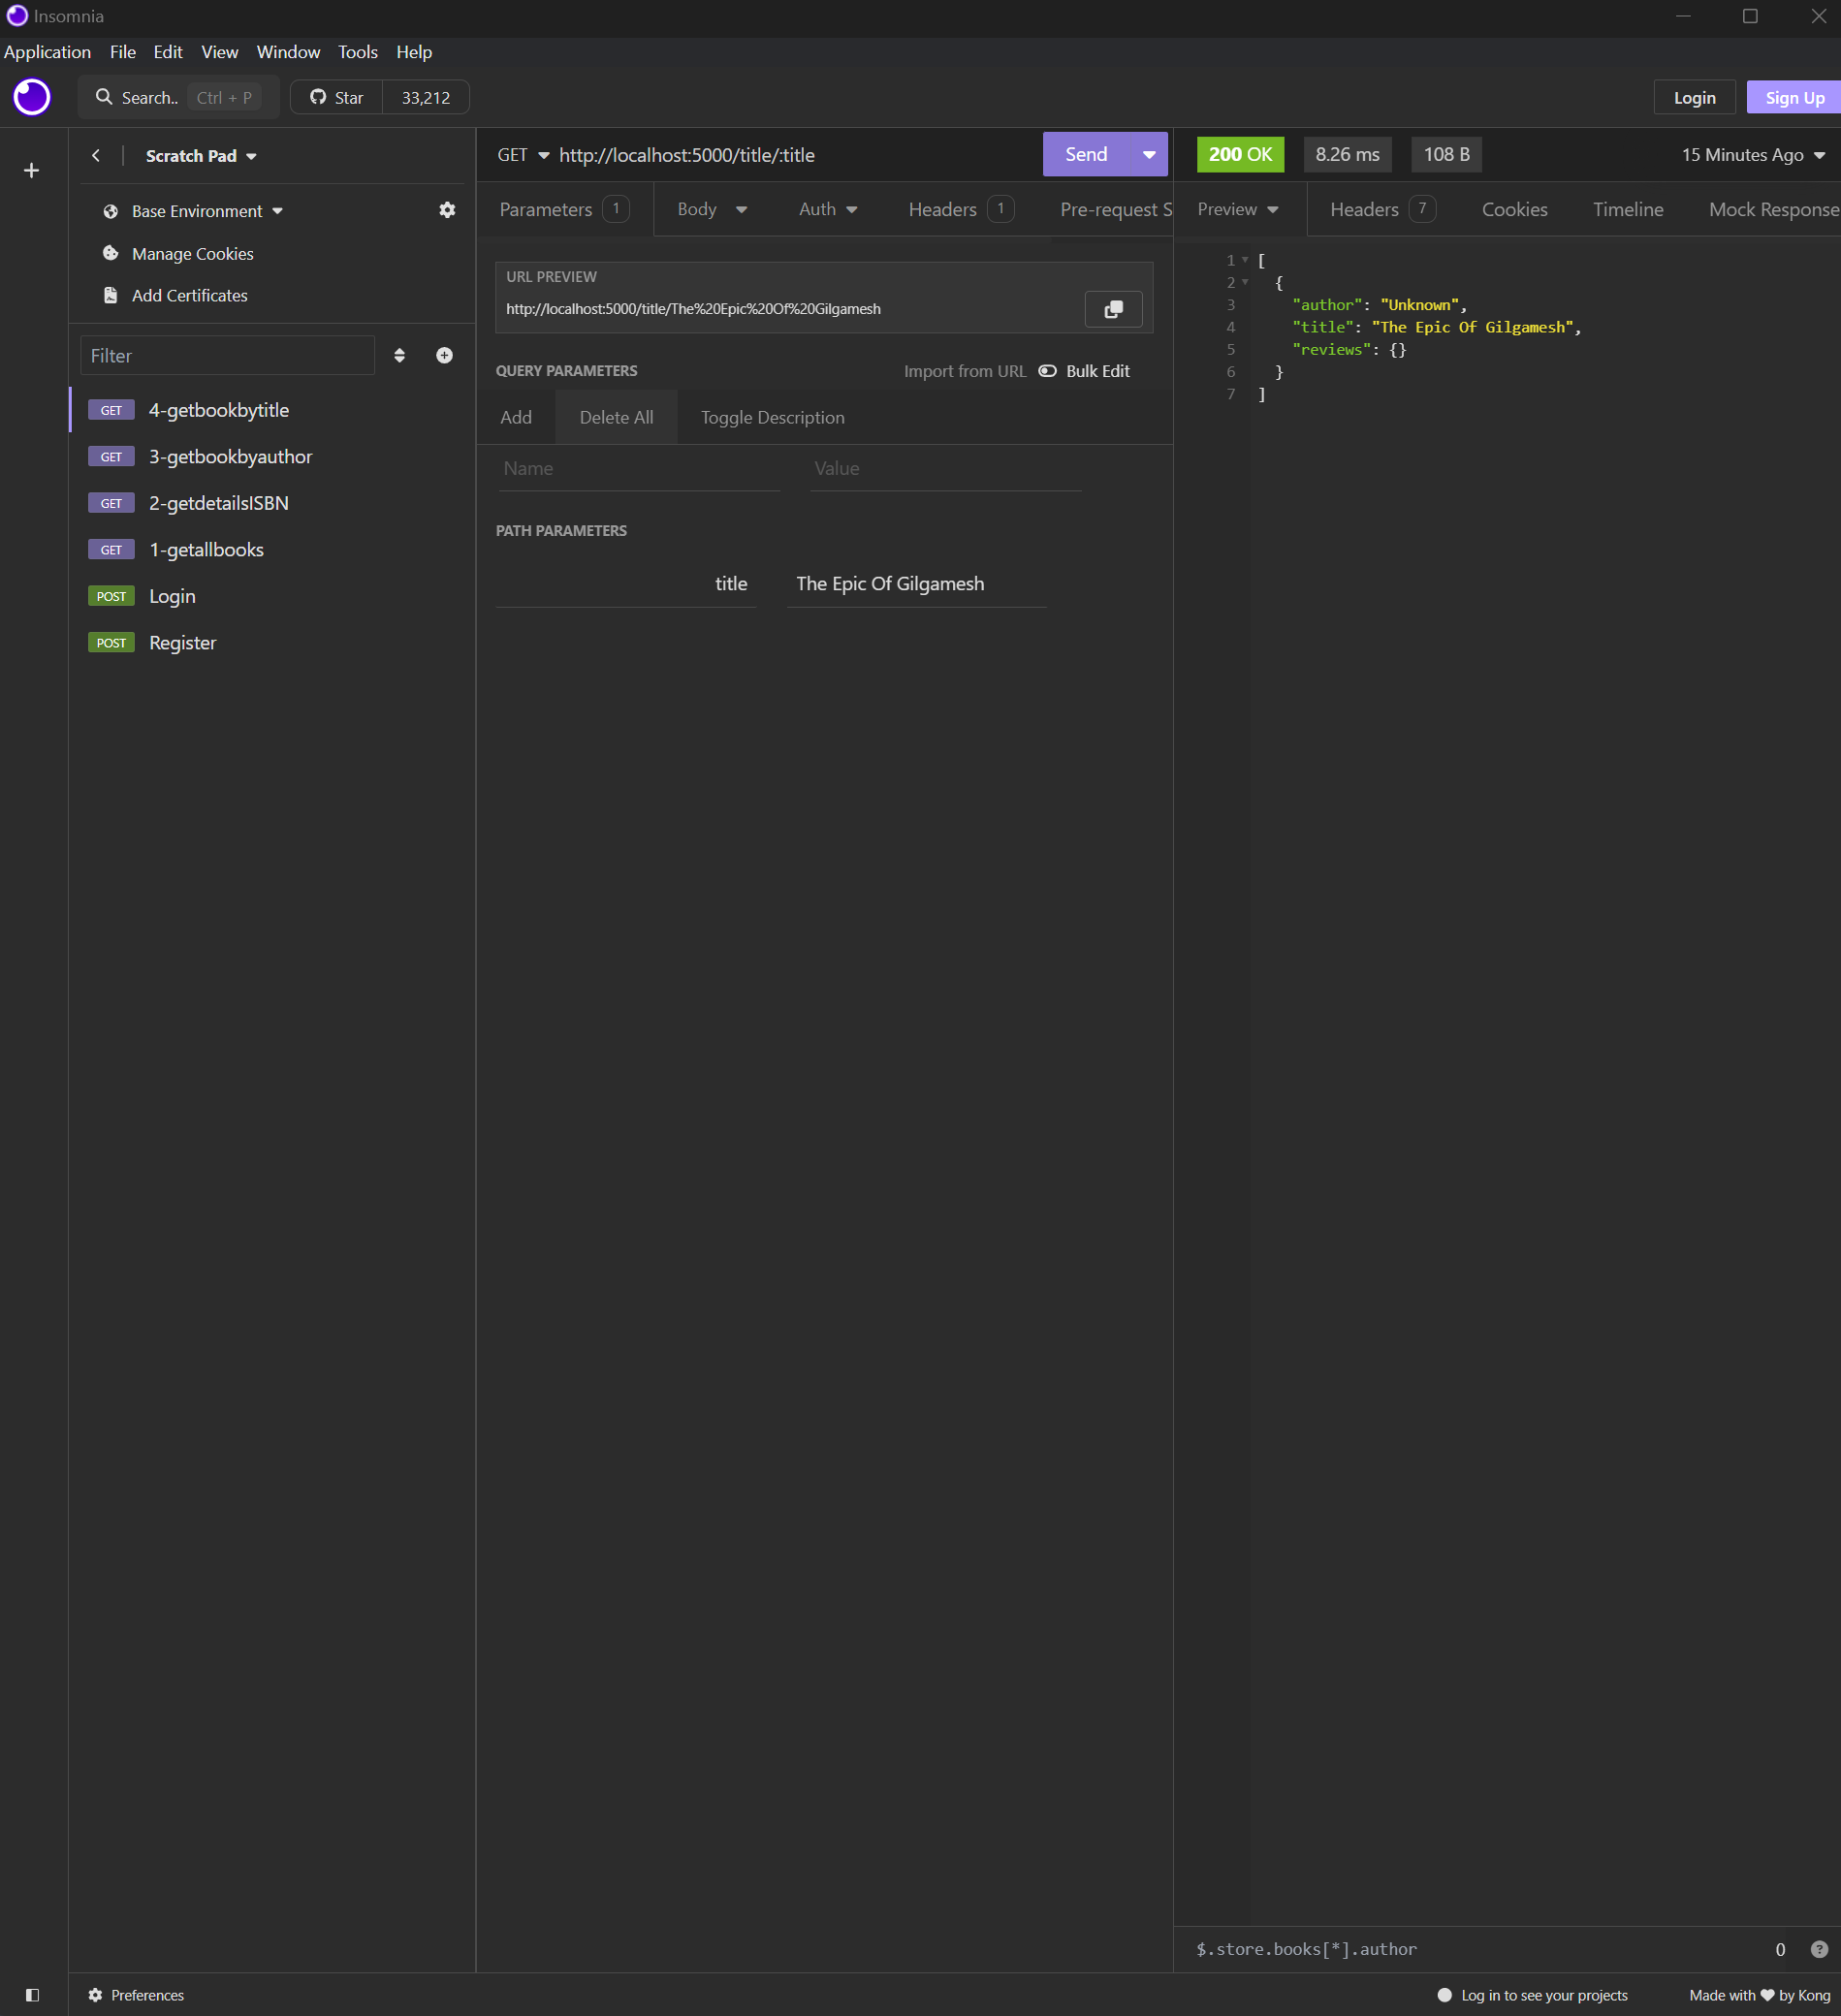 Insomnia
Application File Edit View Window Tools Help
Search.. Ctrl + P Star 33,212 Login Sign Up
Scratch Pad
Base Environment
Manage Cookies
Add Certificates
Filter
GET 4-getbookbytitle
GET 3-getbookbyauthor
GET 2-getdetailsISBN
GET 1-getallbooks
POST Login
POST Register
GET http://localhost:5000/title/:title Send
Parameters 1 Body Auth Headers 1 Pre-request S
URL PREVIEW
http://localhost:5000/title/The%20Epic%20Of%20Gilgamesh
QUERY PARAMETERS Import from URL Bulk Edit
Add Delete All Toggle Description
Name Value
PATH PARAMETERS
title The Epic Of Gilgamesh
200 OK 8.26 ms 108 B 15 Minutes Ago
Preview Headers 7 Cookies Timeline Mock Response
1 [
2 {
3 "author": "Unknown",
4 "title": "The Epic Of Gilgamesh",
5 "reviews": {}
6 }
7 ]
$.store.books[*].author 0 ?
Preferences Log in to see your projects Made with ❤ by Kong